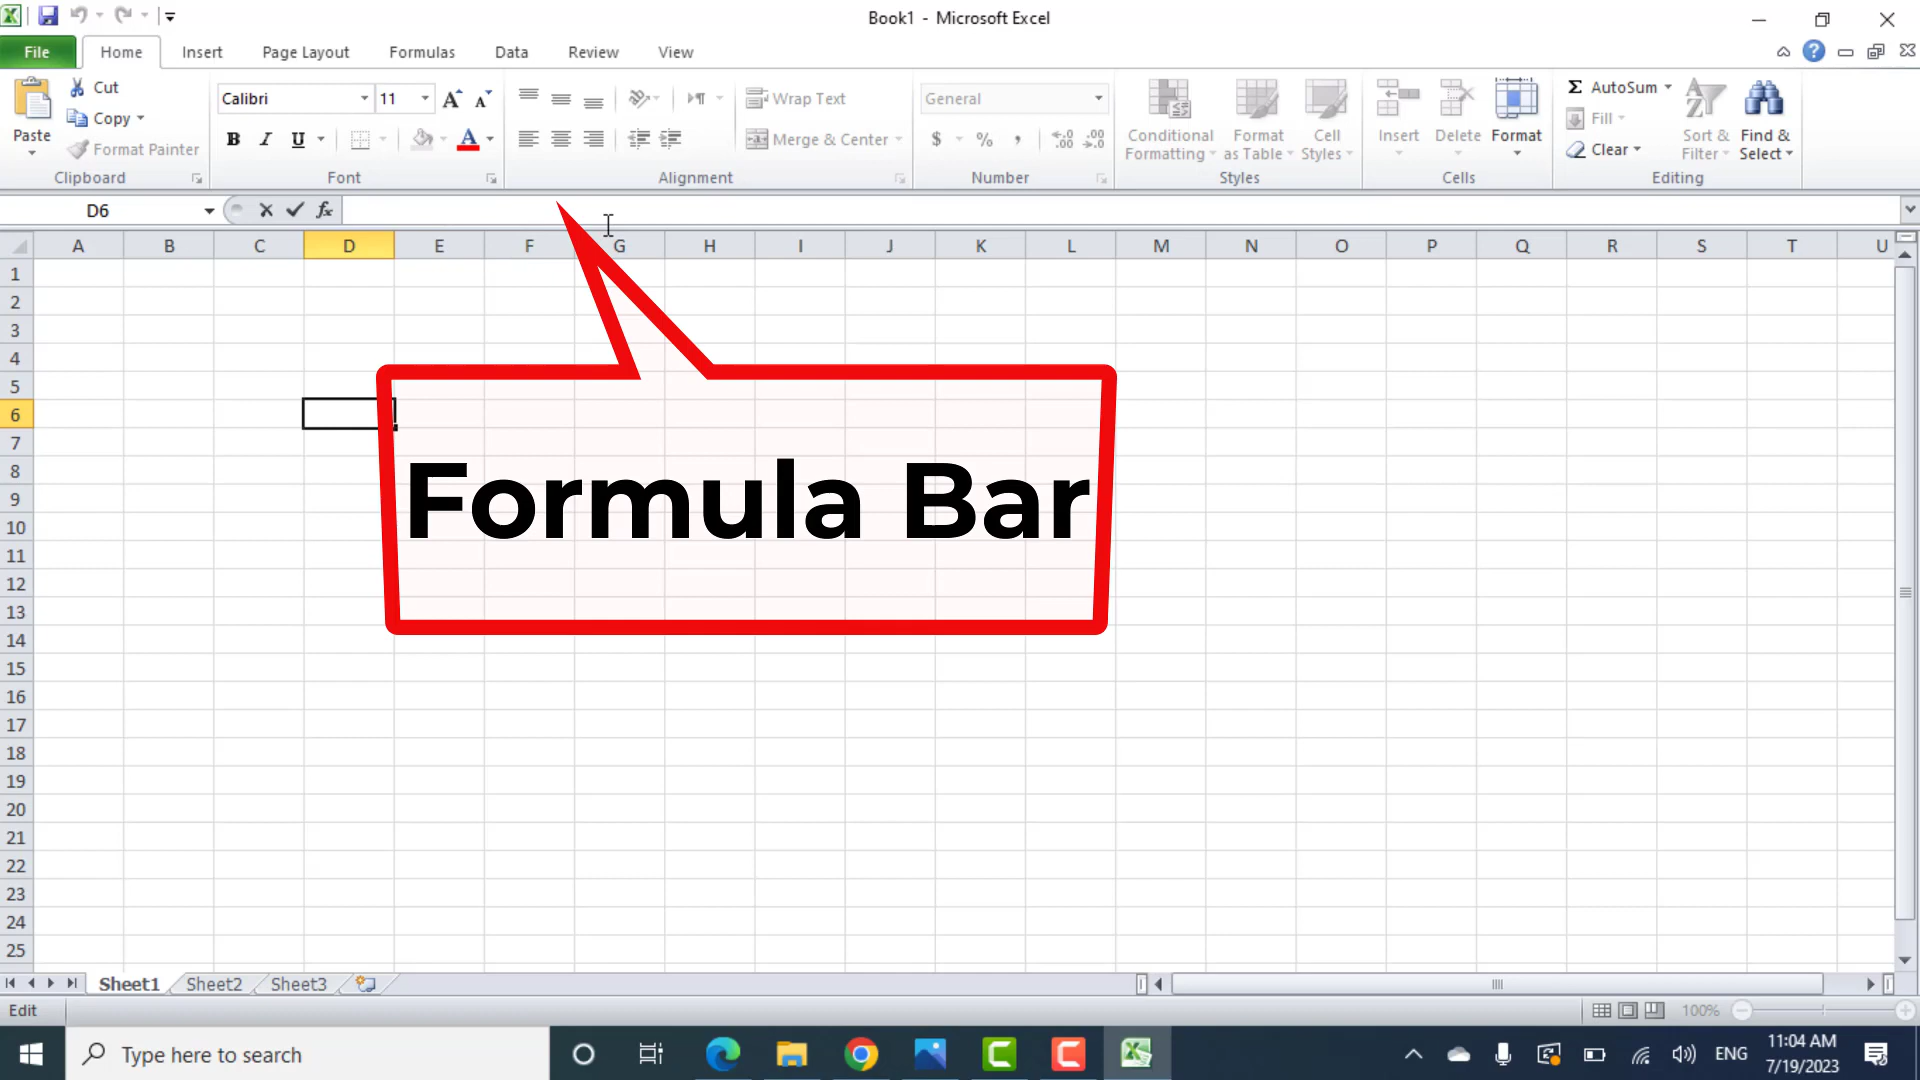 Book1 - Microsoft Excel
File Home Insert Page Layout Formulas Data Review View
Paste
Cut
Copy
Format Painter
Clipboard
Calibri 11
B I U A
Font
Wrap Text
Merge & Center
Alignment
General
$ % ,
Number
Conditional Formatting
Format as Table
Cell Styles
Styles
Insert Delete Format
Cells
Σ AutoSum
Fill
Clear
Sort & Filter
Find & Select
Editing
D6 fx
A B C D E F G H I J K L M N O P Q R S T U
1
2
3
4
5
6
7
8
9
10
11
12
13
14
15
16
17
18
19
20
21
22
23
24
25
Formula Bar
Sheet1 Sheet2 Sheet3
Edit 100%
Type here to search
ENG
11:04 AM
7/19/2023